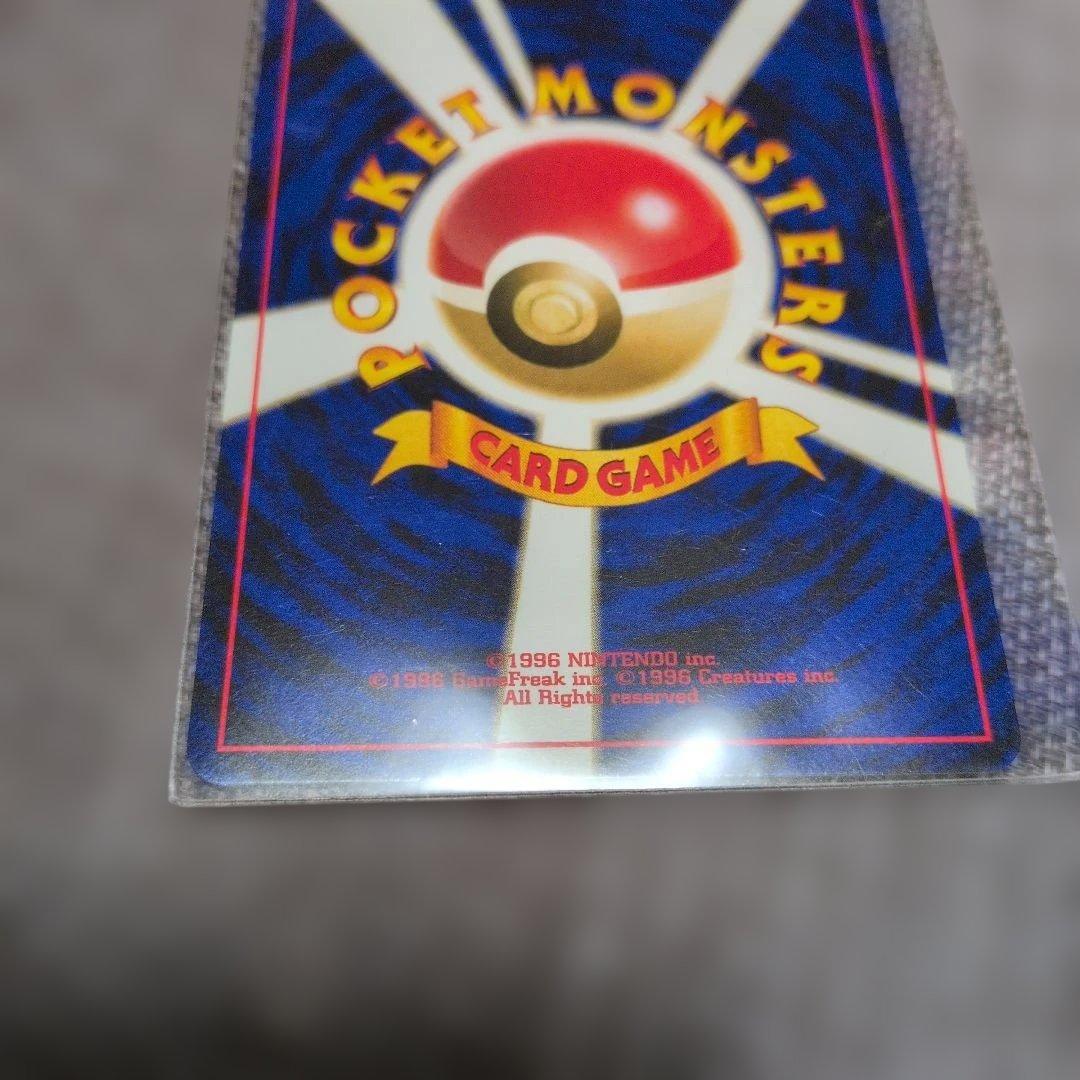 POCKET MONSTERS
CARD GAME
©1996 NINTENDO inc.
©1996 GameFreak inc. ©1996 Creatures inc.
All Rights reserved.